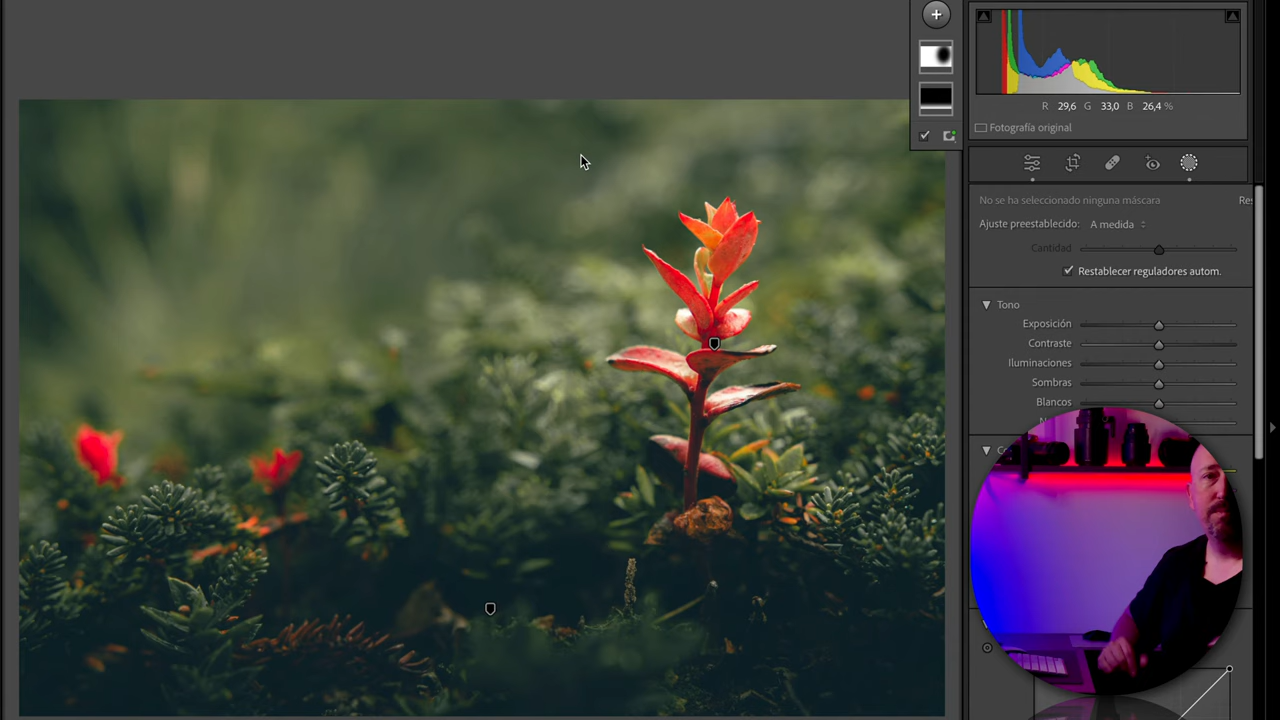 R 29,6 G 33,0 B 26,4 %
Fotografía original
No se ha seleccionado ninguna máscara
Ajuste preestablecido: A medida
Cantidad
Restablecer reguladores autom.
Tono
Exposición
Contraste
Iluminaciones
Sombras
Blancos